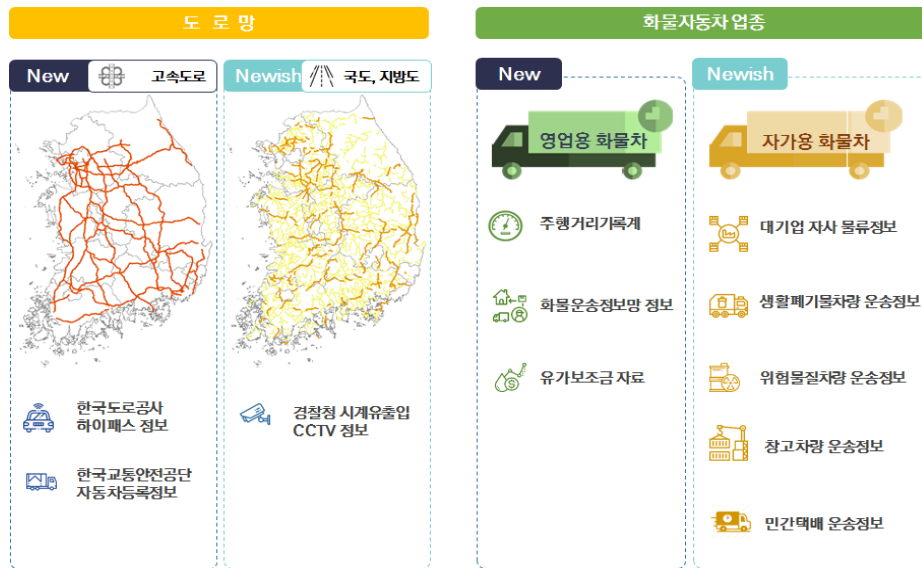 도 로 망
New
고속도로
Newish
국도, 지방도
한국도로공사
하이패스 정보
한국교통안전공단
자동차등록정보
경찰청 시계유출입
CCTV 정보
화물자동차 업종
New
영업용 화물차
주행거리기록계
화물운송정보망 정보
유가보조금 자료
Newish
자가용 화물차
대기업 자사 물류정보
생활폐기물차량 운송정보
위험물질차량 운송정보
창고차량 운송정보
민간택배 운송정보